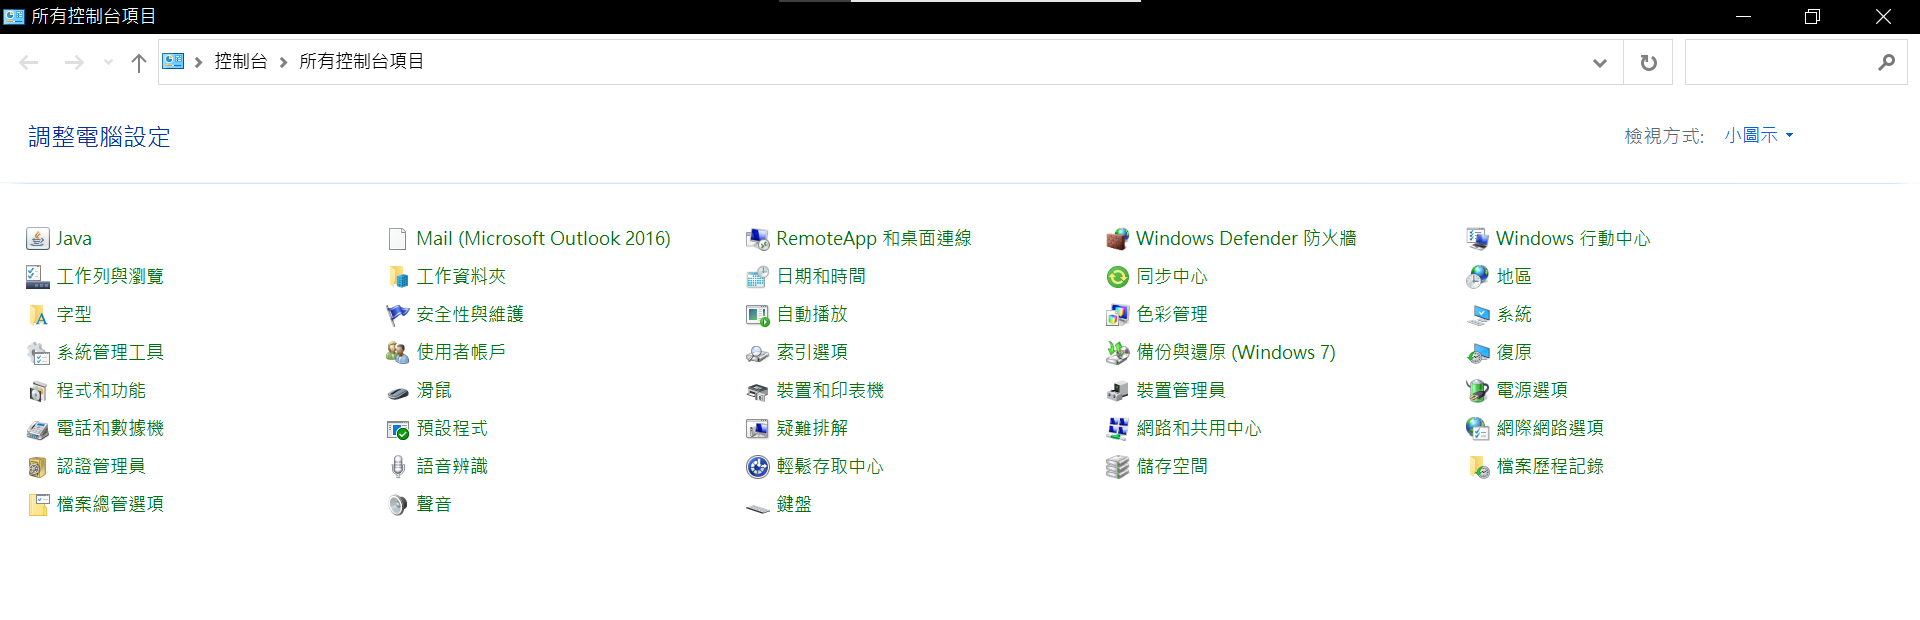 所有控制台項目
控制台 所有控制台項目
調整電腦設定 檢視方式: 小圖示
Java Mail (Microsoft Outlook 2016) RemoteApp 和桌面連線 Windows Defender 防火牆 Windows 行動中心
工作列與瀏覽 工作資料夾 日期和時間 同步中心 地區
字型 安全性與維護 自動播放 色彩管理 系統
系統管理工具 使用者帳戶 索引選項 備份與還原 (Windows 7) 復原
程式和功能 滑鼠 裝置和印表機 裝置管理員 電源選項
電話和數據機 預設程式 疑難排解 網路和共用中心 網際網路選項
認證管理員 語音辨識 輕鬆存取中心 儲存空間 檔案歷程記錄
檔案總管選項 聲音 鍵盤